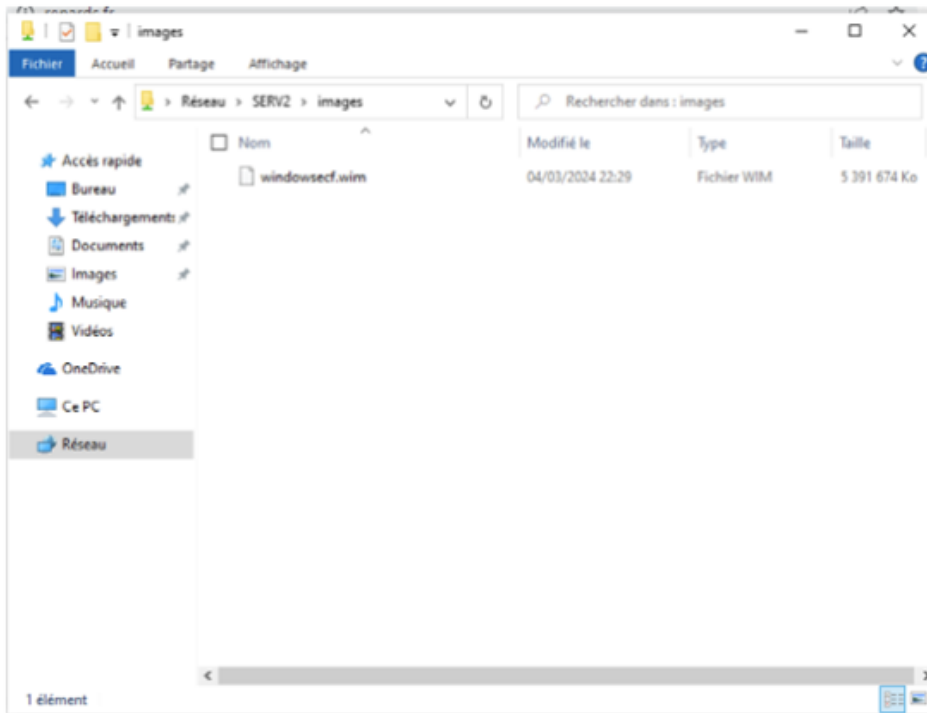 images
Fichier Accueil Partage Affichage
Réseau > SERV2 > images Rechercher dans : images
Nom Modifié le Type Taille
windowsecf.wim 04/03/2024 22:29 Fichier WIM 5 391 674 Ko
Accès rapide
Bureau
Téléchargements
Documents
Images
Musique
Vidéos
OneDrive
Ce PC
Réseau
1 élément